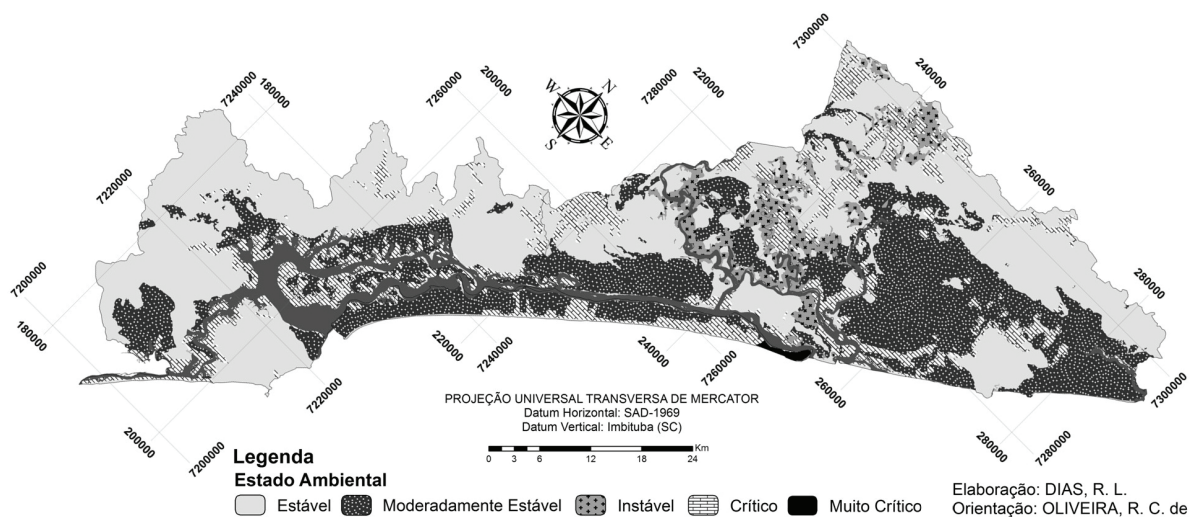 7300000
240000
7280000
220000
7260000
200000
7240000
180000
7220000
260000
280000
7200000
180000
7300000
200000
7200000
7220000
220000
7240000
240000
7260000
260000
280000
7280000
N
W
E
S
PROJEÇÃO UNIVERSAL TRANSVERSA DE MERCATOR
Datum Horizontal: SAD-1969
Datum Vertical: Imbituba (SC)
Km
0 3 6 12 18 24
Legenda
Estado Ambiental
Estável Moderadamente Estável Instável Crítico Muito Crítico
Elaboração: DIAS, R. L.
Orientação: OLIVEIRA, R. C. de